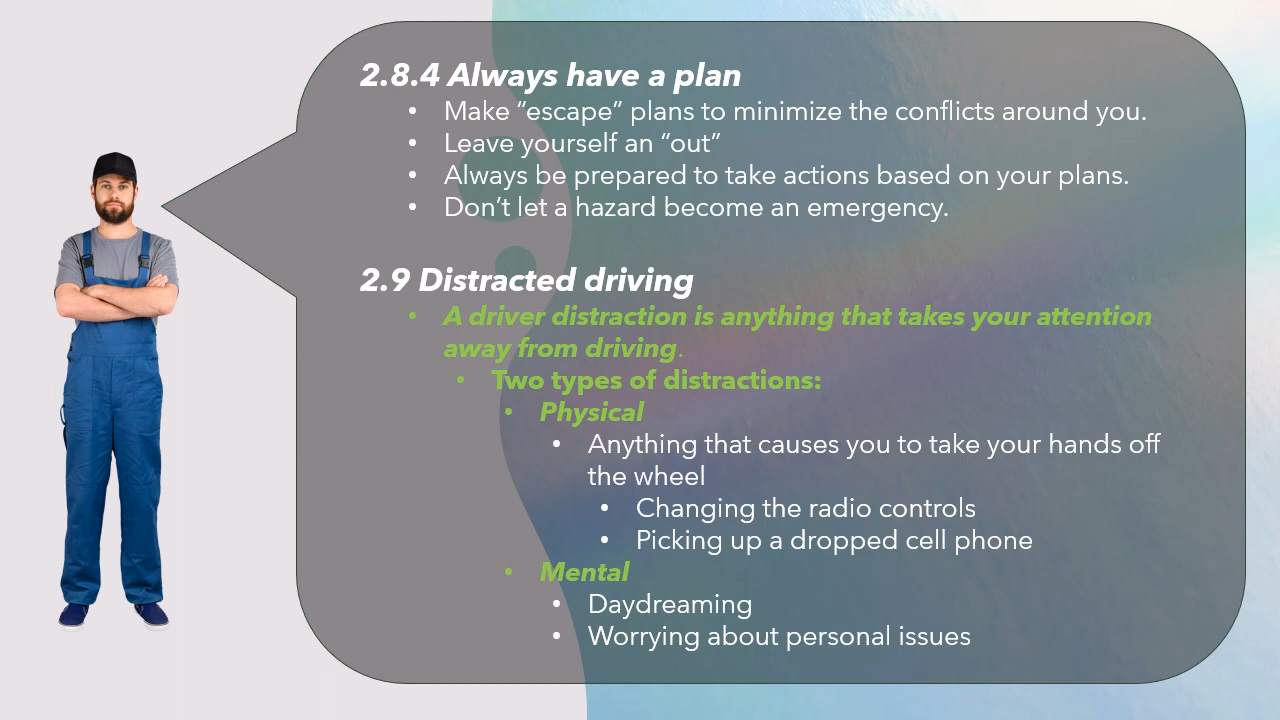 2.8.4 Always have a plan
• Make “escape” plans to minimize the conflicts around you.
• Leave yourself an “out”
• Always be prepared to take actions based on your plans.
• Don’t let a hazard become an emergency.
2.9 Distracted driving
• A driver distraction is anything that takes your attention
away from driving.
• Two types of distractions:
• Physical
• Anything that causes you to take your hands off
the wheel
• Changing the radio controls
• Picking up a dropped cell phone
• Mental
• Daydreaming
• Worrying about personal issues